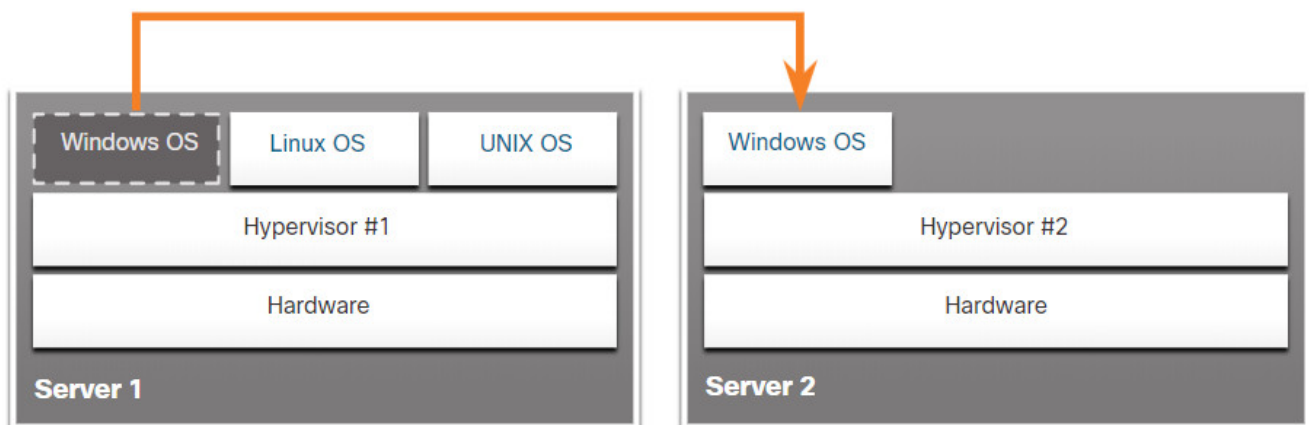 Windows OS
Linux OS
UNIX OS
Hypervisor #1
Hardware
Server 1
Windows OS
Hypervisor #2
Hardware
Server 2